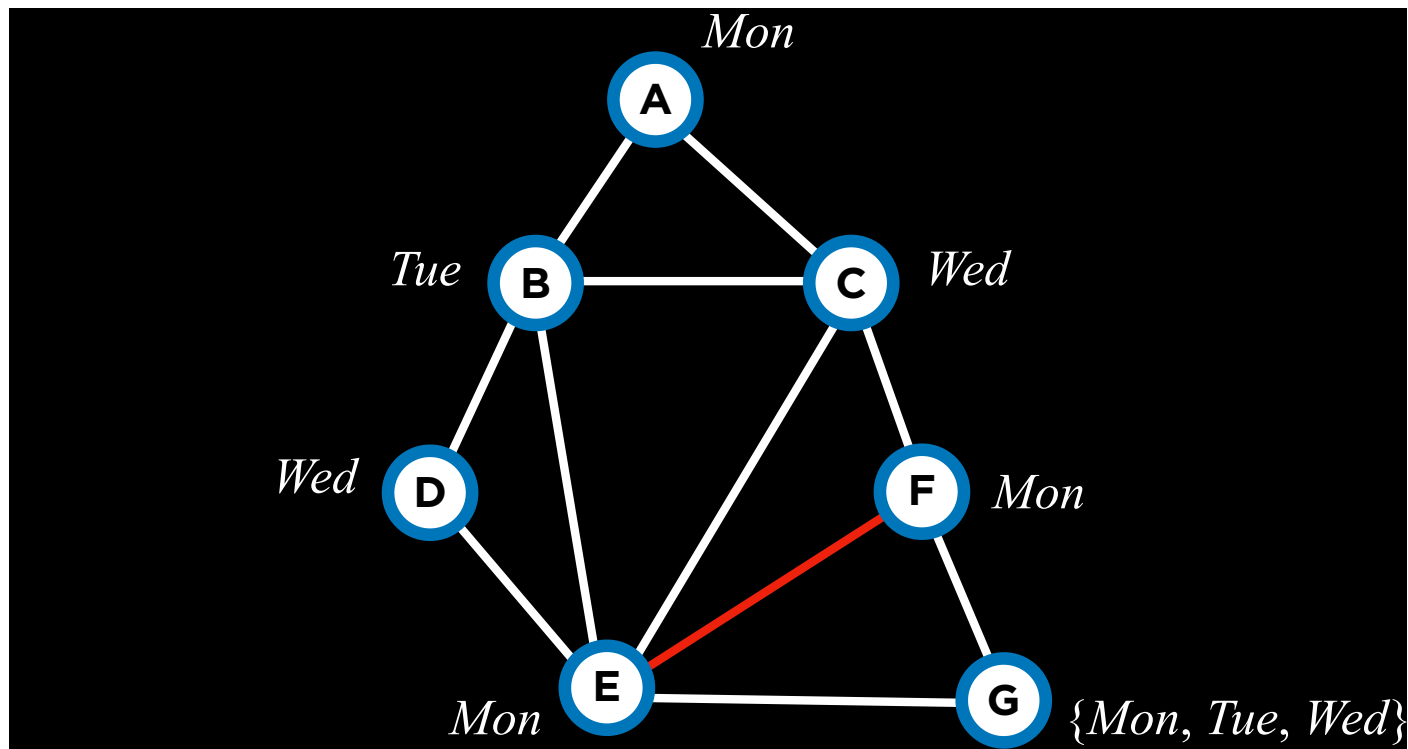 Mon
A
Tue B C Wed
Wed D F Mon
Mon E G {Mon, Tue, Wed}